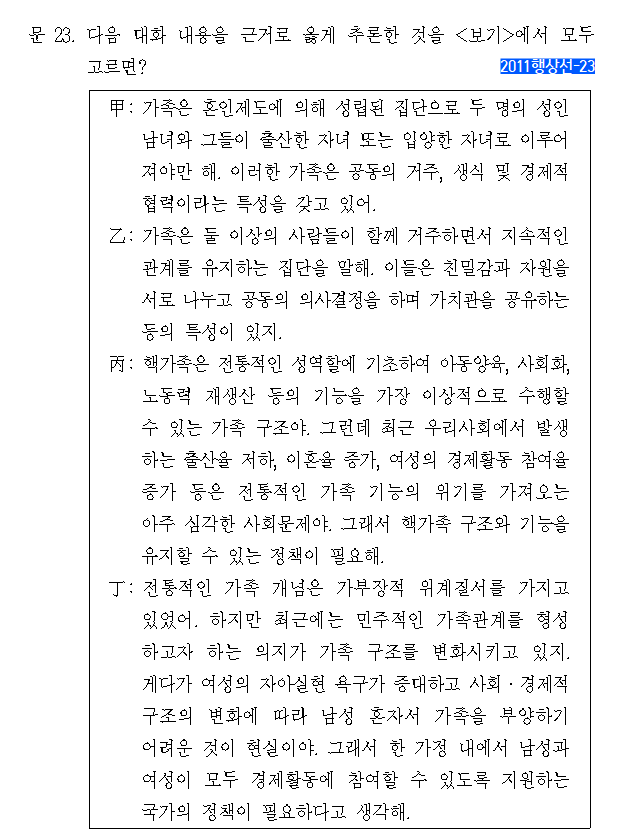 문 23. 다음 대화 내용을 근거로 옳게 추론한 것을 <보기>에서 모두
고르면?
2011행상선-23
甲: 가족은 혼인제도에 의해 성립된 집단으로 두 명의 성인
남녀와 그들이 출산한 자녀 또는 입양한 자녀로 이루어
져야만 해. 이러한 가족은 공동의 거주, 생식 및 경제적
협력이라는 특성을 갖고 있어.
乙: 가족은 둘 이상의 사람들이 함께 거주하면서 지속적인
관계를 유지하는 집단을 말해. 이들은 친밀감과 자원을
서로 나누고 공동의 의사결정을 하며 가치관을 공유하는
등의 특성이 있지.
丙: 핵가족은 전통적인 성역할에 기초하여 아동양육, 사회화,
노동력 재생산 등의 기능을 가장 이상적으로 수행할
수 있는 가족 구조야. 그런데 최근 우리사회에서 발생
하는 출산율 저하, 이혼율 증가, 여성의 경제활동 참여율
증가 등은 전통적인 가족 기능의 위기를 가져오는
아주 심각한 사회문제야. 그래서 핵가족 구조와 기능을
유지할 수 있는 정책이 필요해.
丁: 전통적인 가족 개념은 가부장적 위계질서를 가지고
있었어. 하지만 최근에는 민주적인 가족관계를 형성
하고자 하는 의지가 가족 구조를 변화시키고 있지.
게다가 여성의 자아실현 욕구가 증대하고 사회·경제적
구조의 변화에 따라 남성 혼자서 가족을 부양하기
어려운 것이 현실이야. 그래서 한 가정 내에서 남성과
여성이 모두 경제활동에 참여할 수 있도록 지원하는
국가의 정책이 필요하다고 생각해.